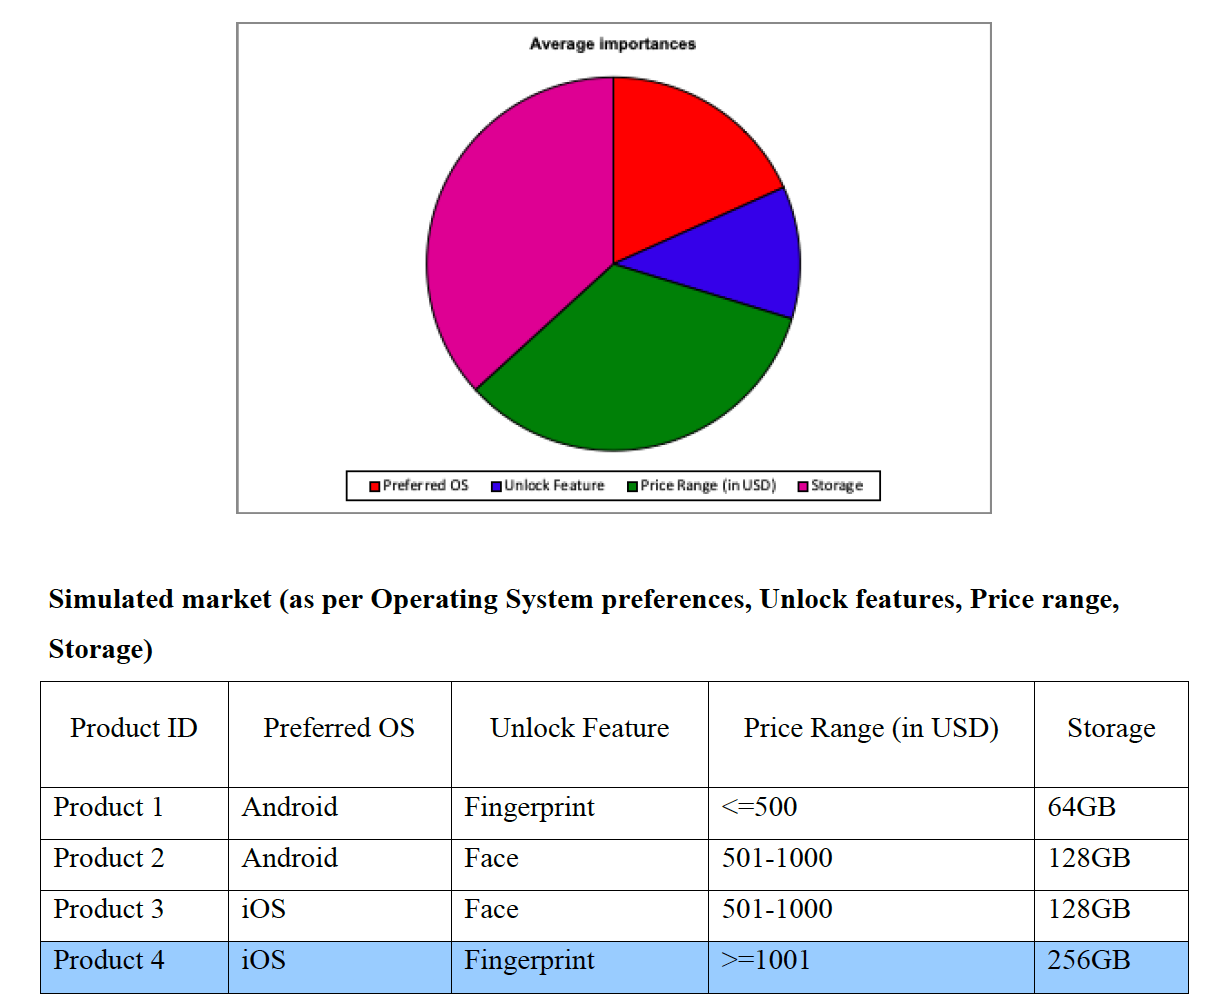 Average importances
Preferred OS Unlock Feature Price Range (in USD) Storage
Simulated market (as per Operating System preferences, Unlock features, Price range,
Storage)
Product ID Preferred OS Unlock Feature Price Range (in USD) Storage
Product 1 Android Fingerprint <=500 64GB
Product 2 Android Face 501-1000 128GB
Product 3 iOS Face 501-1000 128GB
Product 4 iOS Fingerprint >=1001 256GB